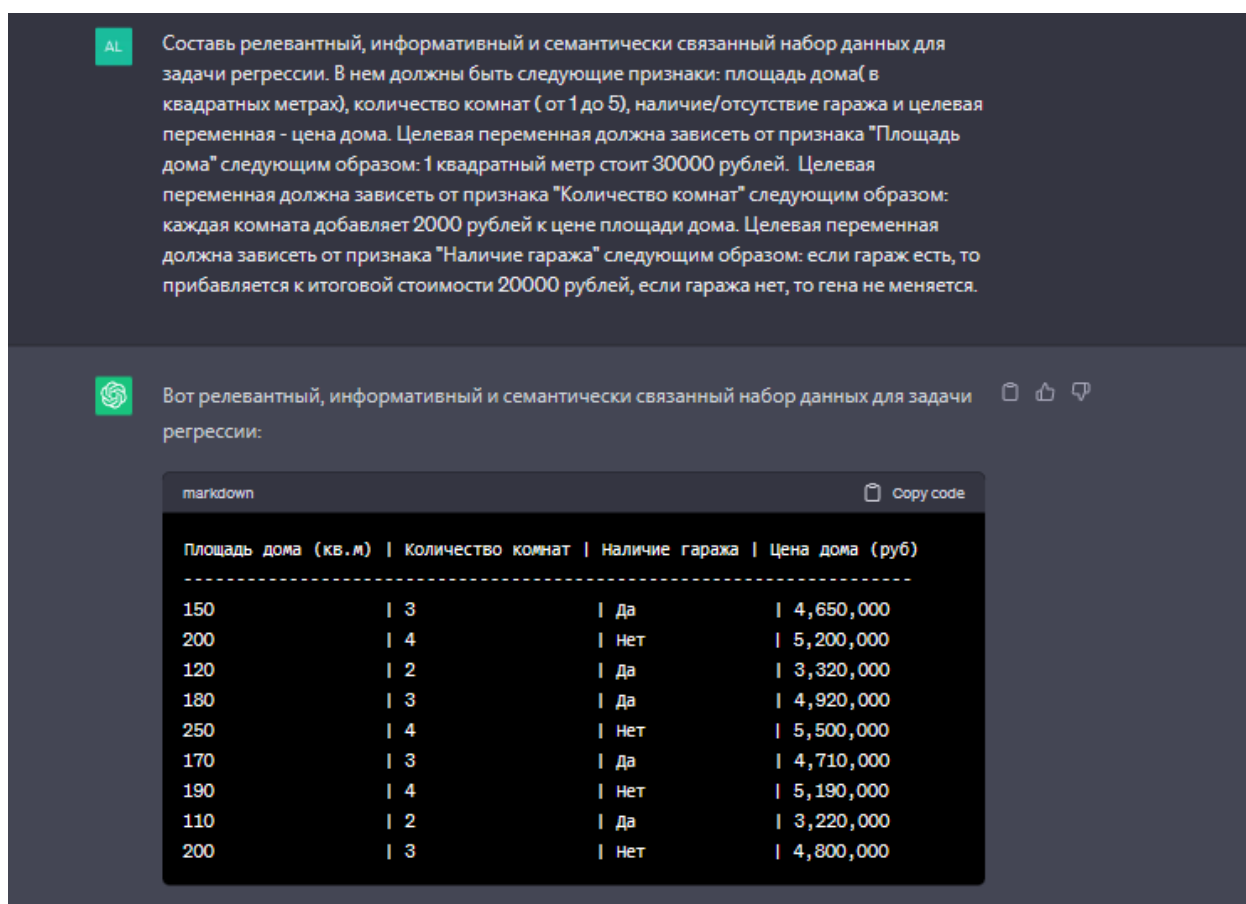 AL
Составь релевантный, информативный и семантически связанный набор данных для
задачи регрессии. В нем должны быть следующие признаки: площадь дома( в
квадратных метрах), количество комнат ( от 1 до 5), наличие/отсутствие гаража и целевая
переменная - цена дома. Целевая переменная должна зависеть от признака "Площадь
дома" следующим образом: 1 квадратный метр стоит 30000 рублей.  Целевая
переменная должна зависеть от признака "Количество комнат" следующим образом:
каждая комната добавляет 2000 рублей к цене площади дома. Целевая переменная
должна зависеть от признака "Наличие гаража" следующим образом: если гараж есть, то
прибавляется к итоговой стоимости 20000 рублей, если гаража нет, то гена не меняется.
Вот релевантный, информативный и семантически связанный набор данных для задачи
регрессии:
markdown Copy code
Площадь дома (кв.м) | Количество комнат | Наличие гаража | Цена дома (руб)
---------------------------------------------------------------------
150 | 3 | Да | 4,650,000
200 | 4 | Нет | 5,200,000
120 | 2 | Да | 3,320,000
180 | 3 | Да | 4,920,000
250 | 4 | Нет | 5,500,000
170 | 3 | Да | 4,710,000
190 | 4 | Нет | 5,190,000
110 | 2 | Да | 3,220,000
200 | 3 | Нет | 4,800,000